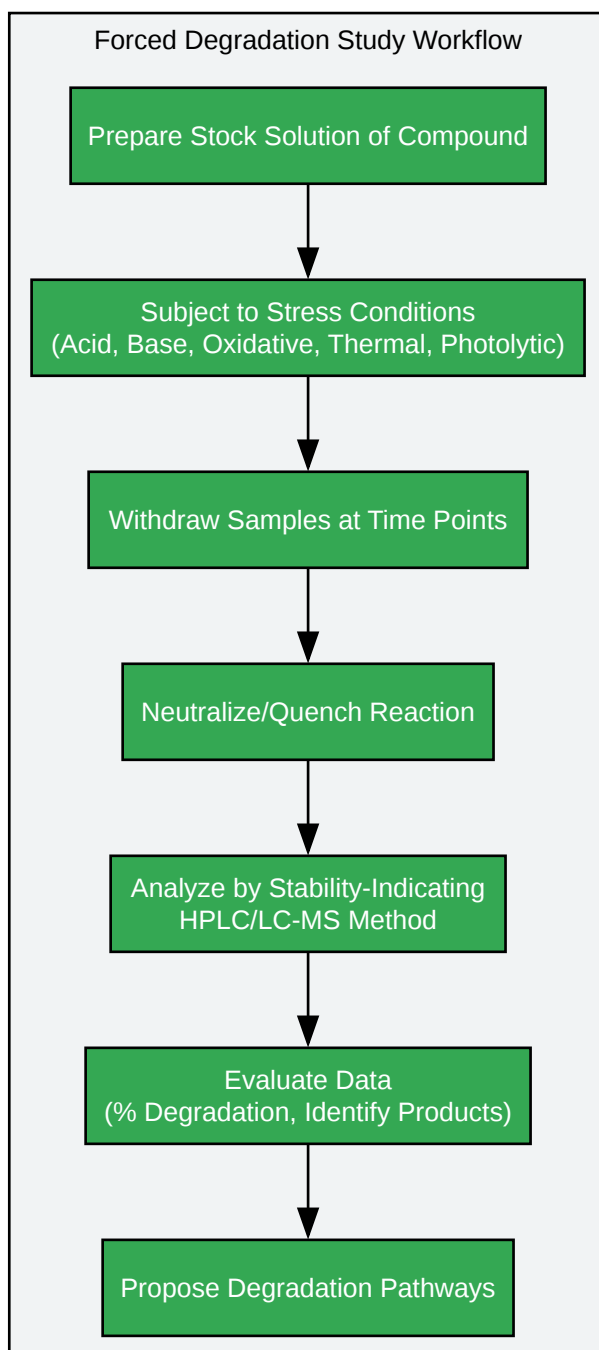 Forced Degradation Study Workflow
Prepare Stock Solution of Compound
Subject to Stress Conditions
(Acid, Base, Oxidative, Thermal, Photolytic)
Withdraw Samples at Time Points
Neutralize/Quench Reaction
Analyze by Stability-Indicating
HPLC/LC-MS Method
Evaluate Data
(% Degradation, Identify Products)
Propose Degradation Pathways